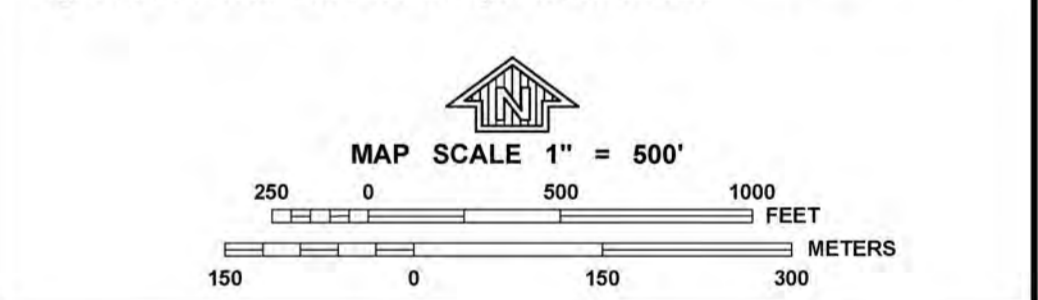 N
MAP SCALE 1" = 500'
250 0 500 1000
FEET
METERS
150 0 150 300